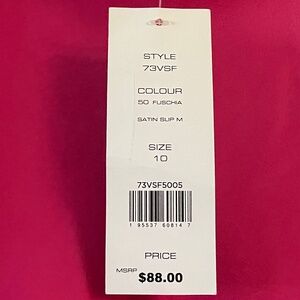 STYLE
73VSF
COLOUR
50 FUSCHIA
SATIN SLIP M
SIZE
10
73VSF5005
1 95537 60814 7
PRICE
MSRP $88.00